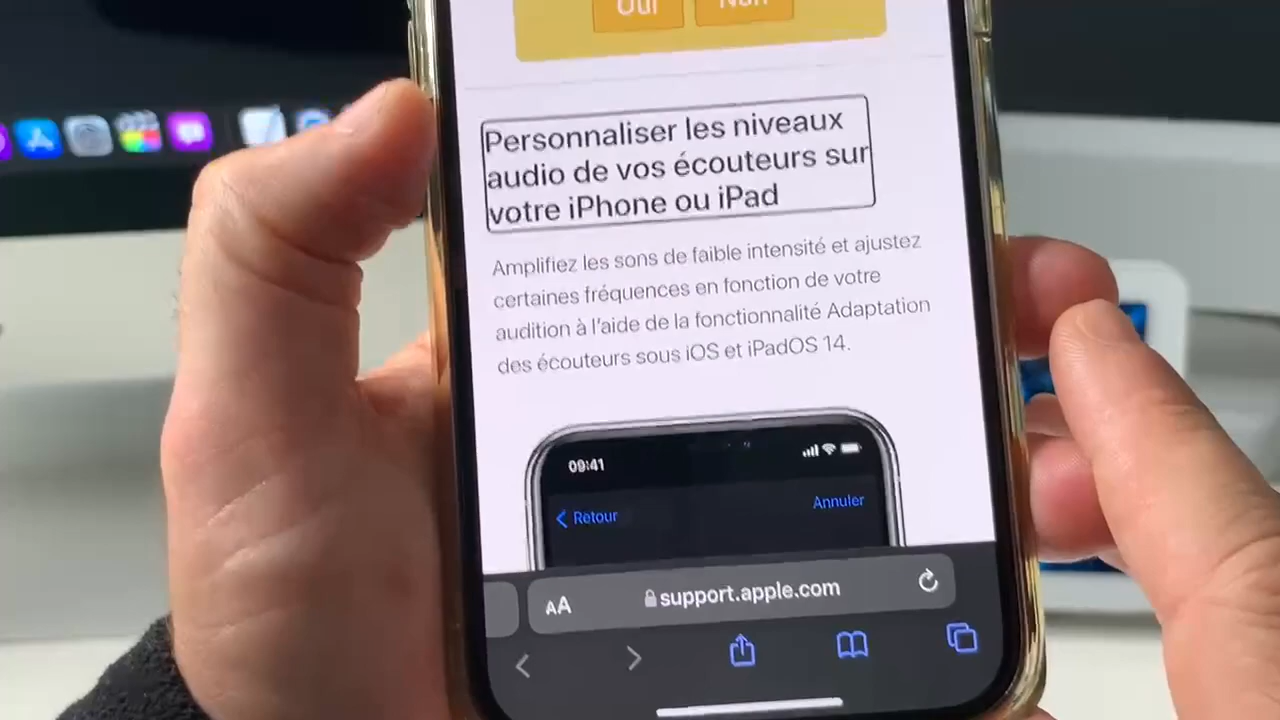 Oui Non
Personnaliser les niveaux
audio de vos écouteurs sur
votre iPhone ou iPad
Amplifiez les sons de faible intensité et ajustez
certaines fréquences en fonction de votre
audition à l'aide de la fonctionnalité Adaptation
des écouteurs sous iOS et iPadOS 14.
09:41
Retour Annuler
AA support.apple.com